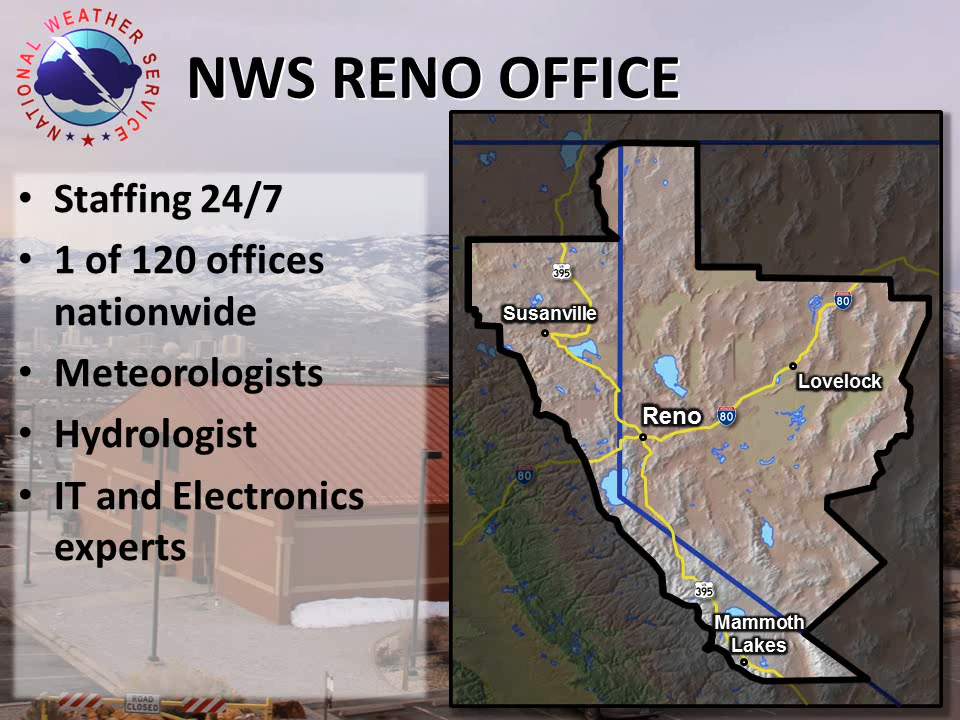 NATIONAL WEATHER SERVICE
NWS RENO OFFICE
• Staffing 24/7
• 1 of 120 offices
nationwide
• Meteorologists
• Hydrologist
• IT and Electronics
experts
395
80
Susanville
Lovelock
Reno
80
80
395
Mammoth
Lakes
ROAD
CLOSED